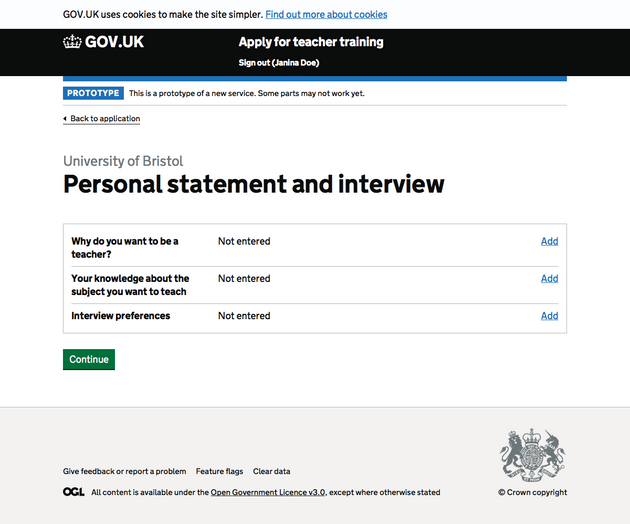 GOV.UK uses cookies to make the site simpler. Find out more about cookies
GOV.UK
Apply for teacher training
Sign out (Janina Doe)
PROTOTYPE This is a prototype of a new service. Some parts may not work yet.
Back to application
University of Bristol
Personal statement and interview
Why do you want to be a Not entered Add
teacher?
Your knowledge about the Not entered Add
subject you want to teach
Interview preferences Not entered Add
Continue
Give feedback or report a problem Feature flags Clear data
OGL All content is available under the Open Government Licence v3.0, except where otherwise stated © Crown copyright